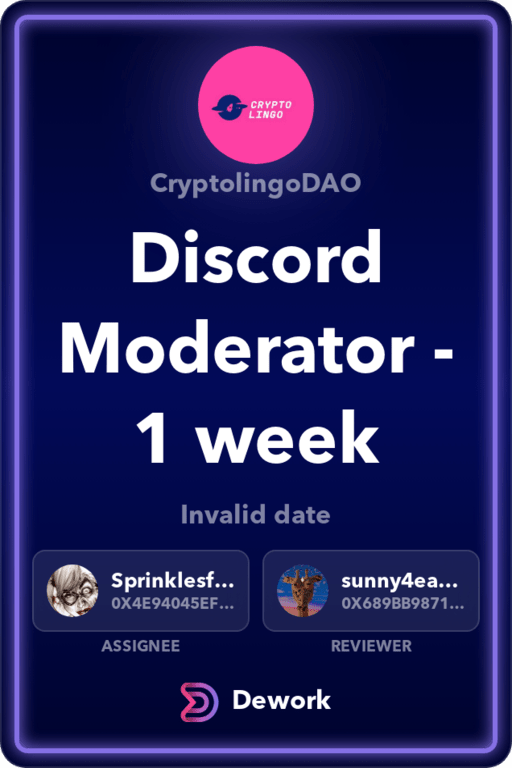 CRYPTO
LINGO
CryptolingoDAO
Discord
Moderator -
1 week
Invalid date
Sprinklesf...
0X4E94045EF...
ASSIGNEE
sunny4ea...
0X689BB9871...
REVIEWER
Dework